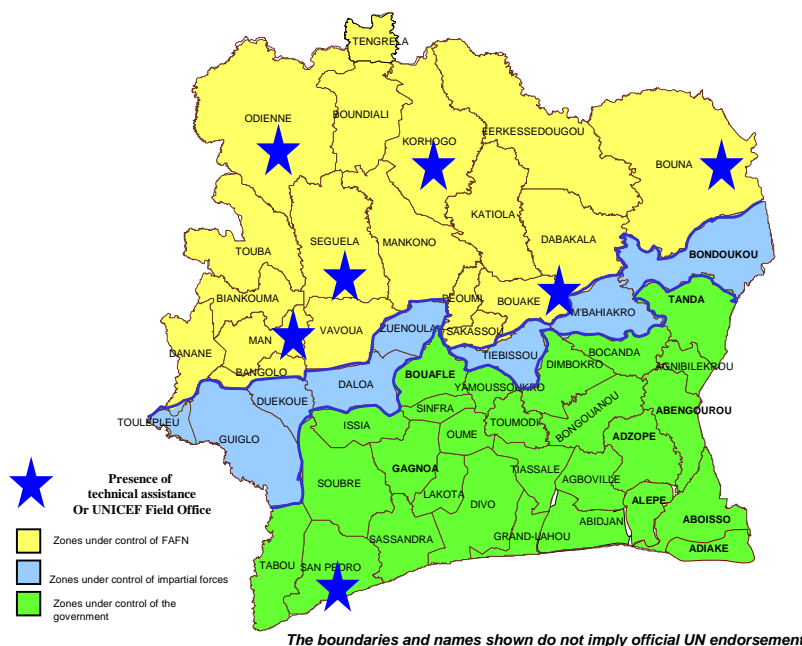 TENGRELA
ODIENNE
BOUNDIALI
KORHOGO
FERKESSEDOUGOU
BOUNA
KATIOLA
TOUBA
SEGUELA
MANKONO
DABAKALA
BONDOUKOU
BIANKOUMA
BEOUMI
BOUAKE
M'BAHIAKRO
TANDA
DANANE
MAN
VAVOUA
ZUENOULA
SAKASSOU
TIEBISSOU
BOCANDA
BANGOLO
BOUAFLE
DIMBOKRO
AGNIBILEKROU
DUEKOUE
DALOA
YAMOUSSOUKRO
TOULEPLEU
SINFRA
ABENGOUROU
GUIGLO
ISSIA
OUME
TOUMODI
BONGOUANOU
ADZOPE
GAGNOA
TIASSALE
SOUBRE
LAKOTA
DIVO
AGBOVILLE
ALEPE
ABIDJAN
ABOISSO
SASSANDRA
GRAND-LAHOU
ADIAKE
TABOU
SAN PEDRO
Presence of
technical assistance
Or UNICEF Field Office
Zones under control of FAFN
Zones under control of impartial forces
Zones under control of the
government
The boundaries and names shown do not imply official UN endorsement